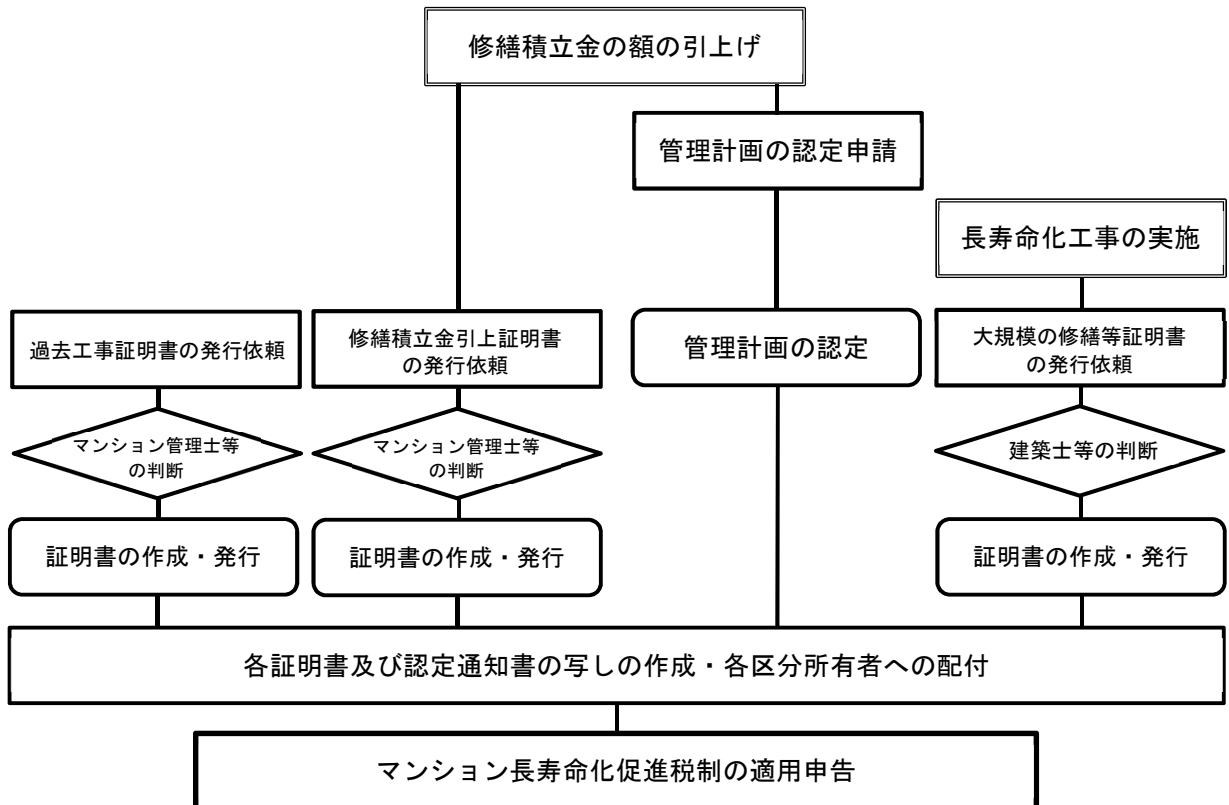 修繕積立金の額の引上げ
管理計画の認定申請
長寿命化工事の実施
過去工事証明書の発行依頼
修繕積立金引上証明書
の発行依頼
管理計画の認定
大規模の修繕等証明書
の発行依頼
マンション管理士等
の判断
マンション管理士等
の判断
建築士等の判断
証明書の作成・発行
証明書の作成・発行
証明書の作成・発行
各証明書及び認定通知書の写しの作成・各区分所有者への配付
マンション長寿命化促進税制の適用申告